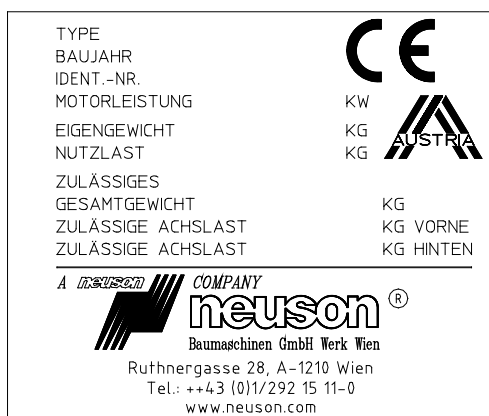 TYPE
BAUJAHR
IDENT.-NR.
MOTORLEISTUNG KW
EIGENGEWICHT KG
NUTZLAST KG
CE
AUSTRIA
ZULÄSSIGES
GESAMTGEWICHT KG
ZULÄSSIGE ACHSLAST KG VORNE
ZULÄSSIGE ACHSLAST KG HINTEN
A neuson COMPANY
neuson ®
Baumaschinen GmbH Werk Wien
Ruthnergasse 28, A-1210 Wien
Tel.: ++43 (0)1/292 15 11-0
www.neuson.com